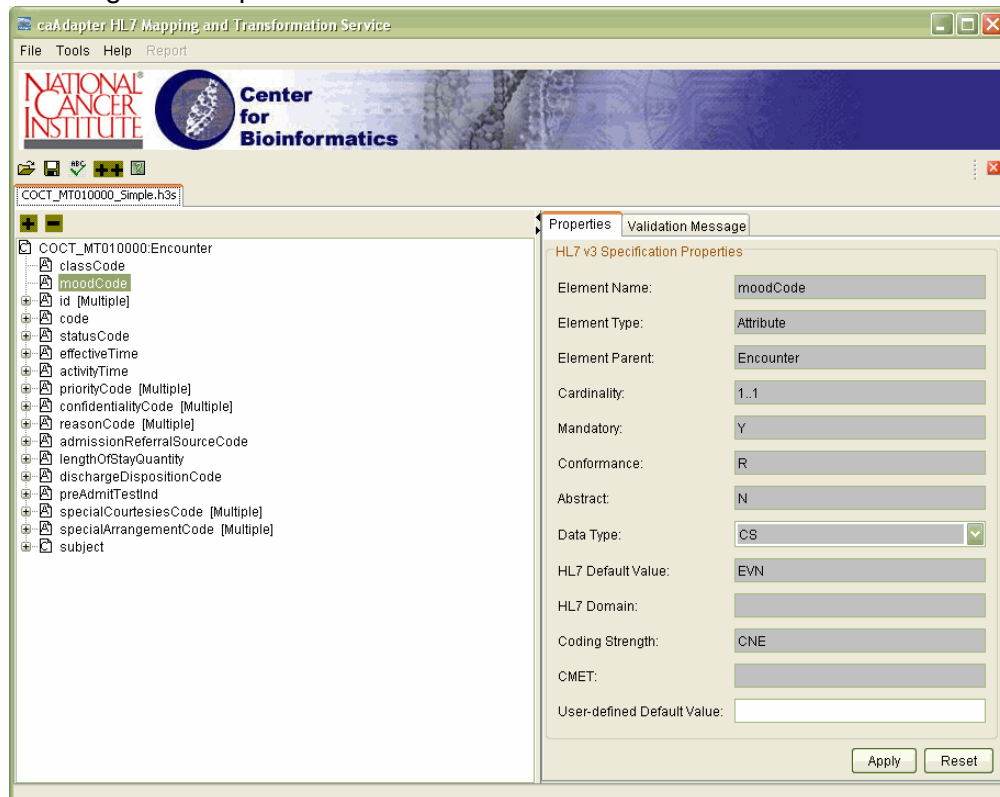 caAdapter HL7 Mapping and Transformation Service
File Tools Help Report
NATIONAL®
CANCER
INSTITUTE
Center
for
Bioinformatics
ABC
COCT_MT010000_Simple.h3s
COCT_MT010000:Encounter
classCode
moodCode
id [Multiple]
code
statusCode
effectiveTime
activityTime
priorityCode [Multiple]
confidentialityCode [Multiple]
reasonCode [Multiple]
admissionReferralSourceCode
lengthOfStayQuantity
dischargeDispositionCode
preAdmitTestInd
specialCourtesiesCode [Multiple]
specialArrangementCode [Multiple]
subject
Properties Validation Message
HL7 v3 Specification Properties
Element Name: moodCode
Element Type: Attribute
Element Parent: Encounter
Cardinality: 1..1
Mandatory: Y
Conformance: R
Abstract: N
Data Type: CS
HL7 Default Value: EVN
HL7 Domain:
Coding Strength: CNE
CMET:
User-defined Default Value:
Apply Reset